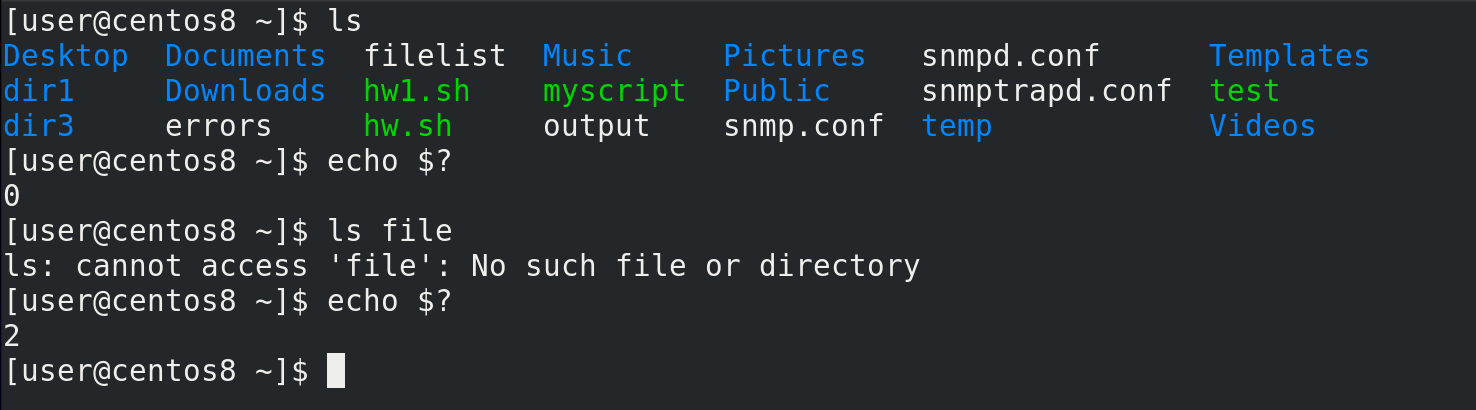 [user@centos8 ~]$ ls
Desktop  Documents  filelist  Music     Pictures  snmpd.conf      Templates
dir1     Downloads  hw1.sh    myscript  Public    snmptrapd.conf  test
dir3     errors     hw.sh     output    snmp.conf  temp            Videos
[user@centos8 ~]$ echo $?
0
[user@centos8 ~]$ ls file
ls: cannot access 'file': No such file or directory
[user@centos8 ~]$ echo $?
2
[user@centos8 ~]$